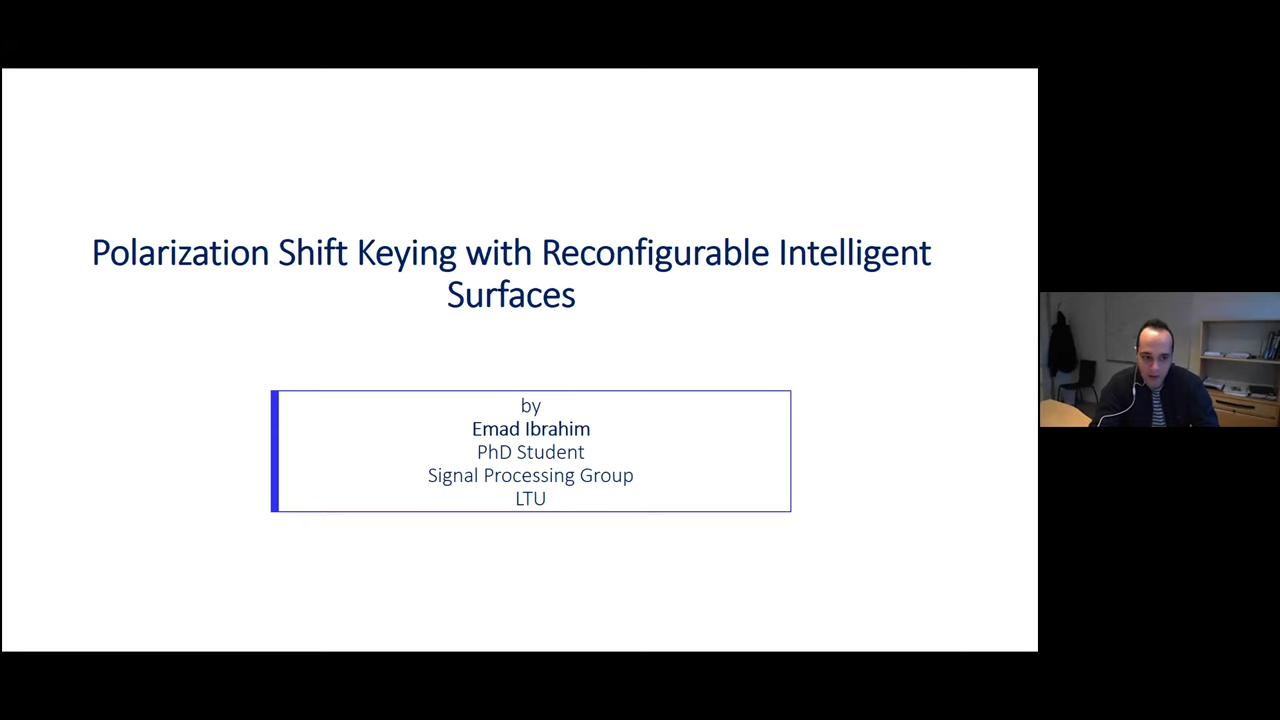 Polarization Shift Keying with Reconfigurable Intelligent
Surfaces
by
Emad Ibrahim
PhD Student
Signal Processing Group
LTU